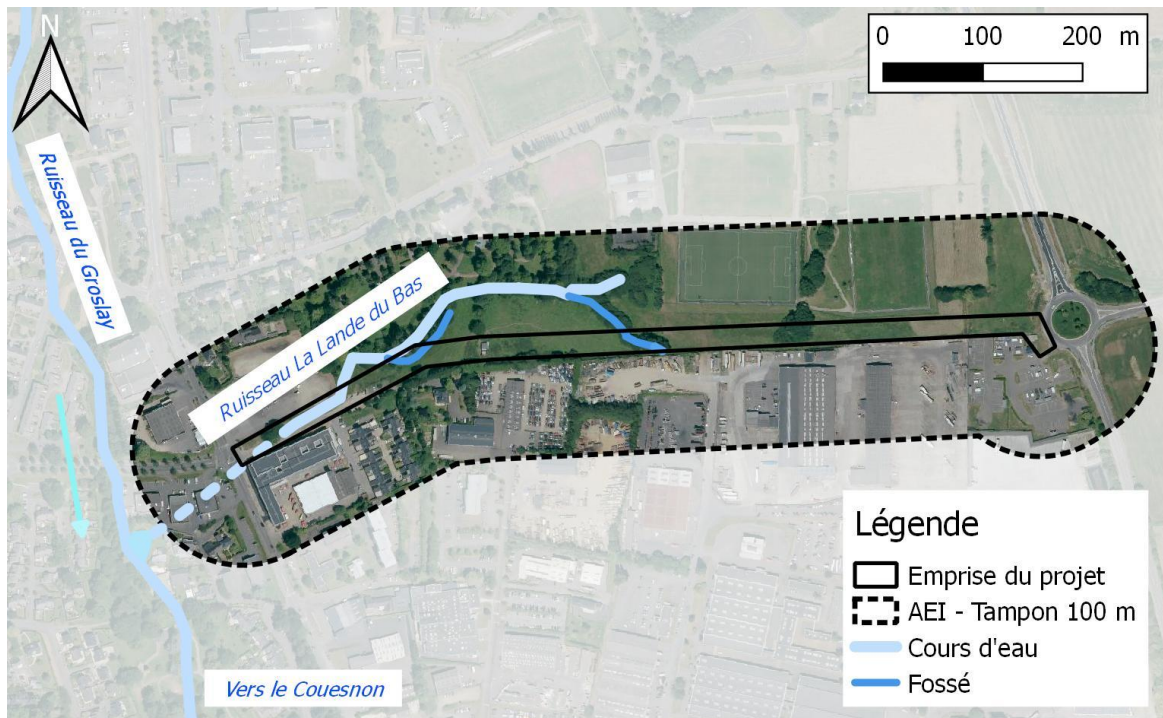 N
0 100 200 m
Ruisseau du Groslay
Ruisseau La Lande du Bas
Légende
Emprise du projet
AEI - Tampon 100 m
Cours d'eau
Fossé
Vers le Couesnon